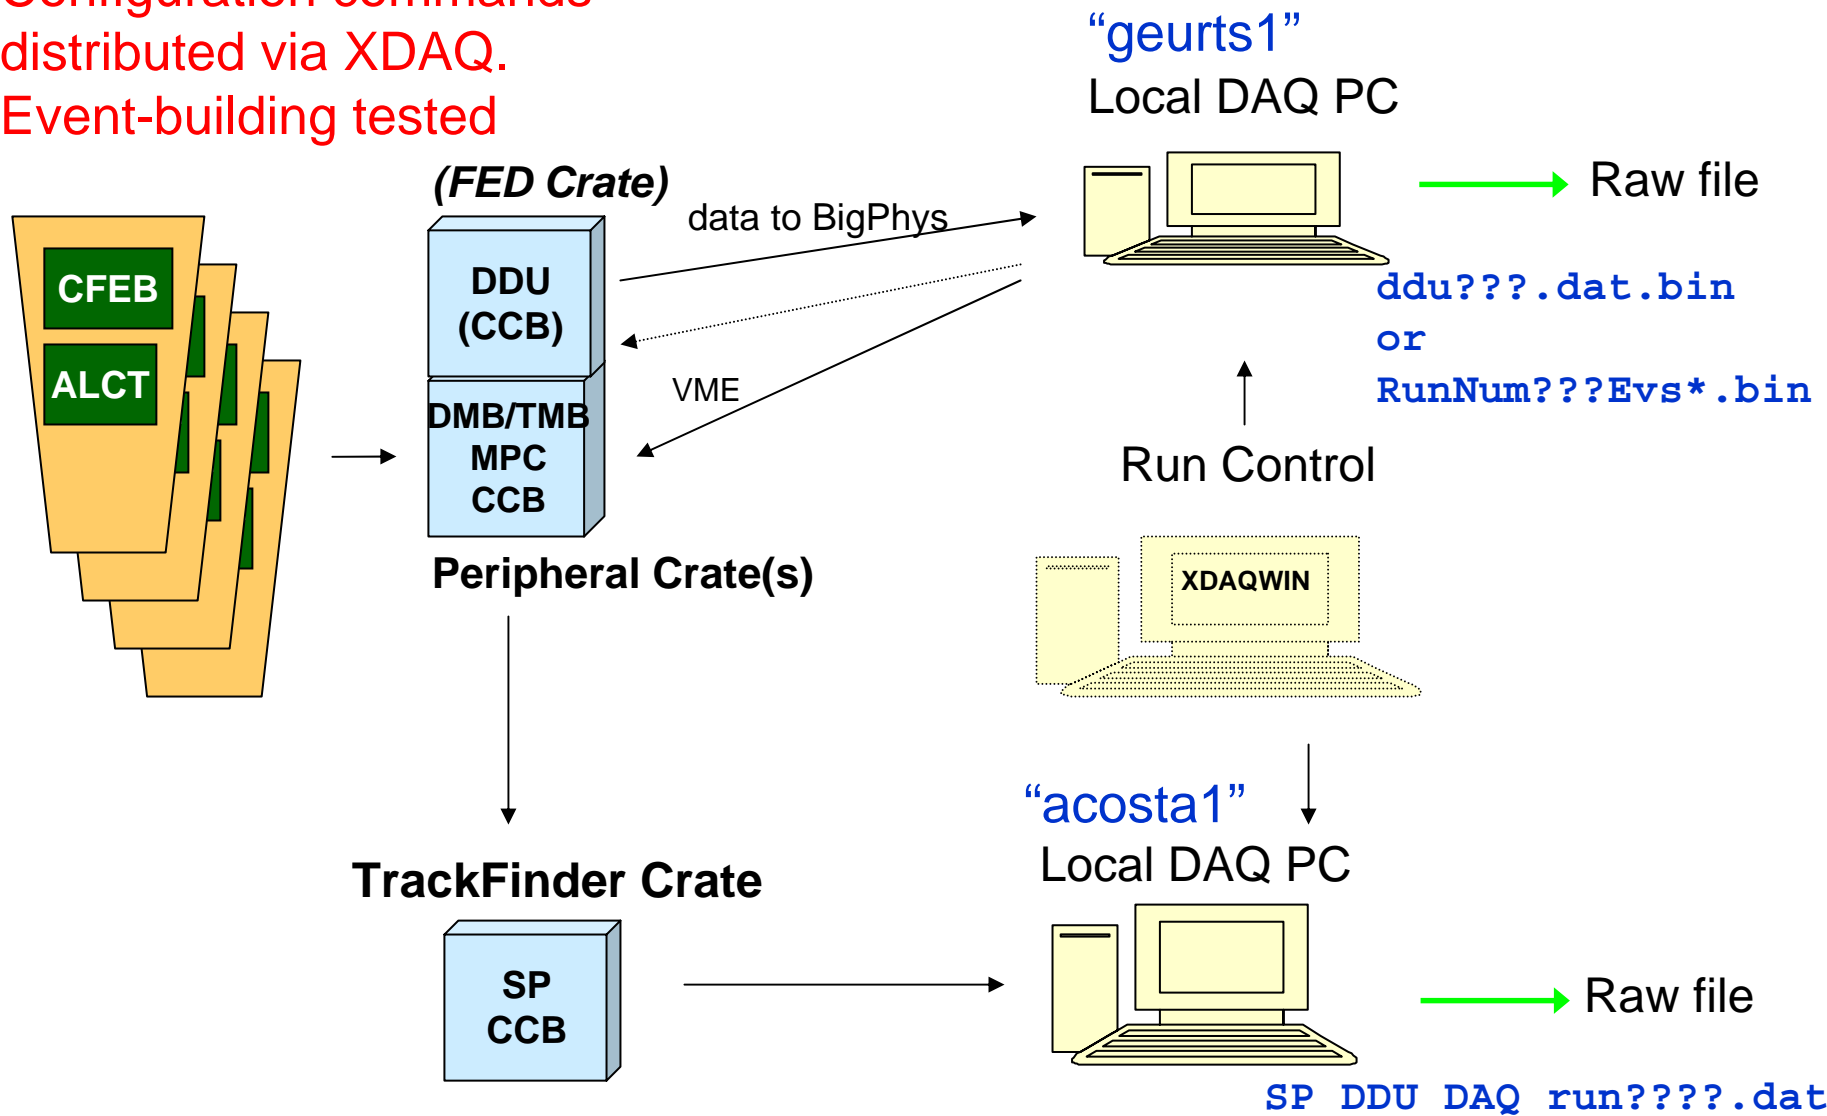 Configuration commands
distributed via XDAQ.
Event-building tested
“geurts1”
Local DAQ PC
(FED Crate)
data to BigPhys
Raw file
CFEB
ALCT
DDU
(CCB)
ddu???.dat.bin
or
RunNum???Evs*.bin
VME
DMB/TMB
MPC
CCB
Run Control
Peripheral Crate(s)
XDAQWIN
“acosta1”
Local DAQ PC
TrackFinder Crate
SP
CCB
Raw file
SP DDU DAQ run????.dat